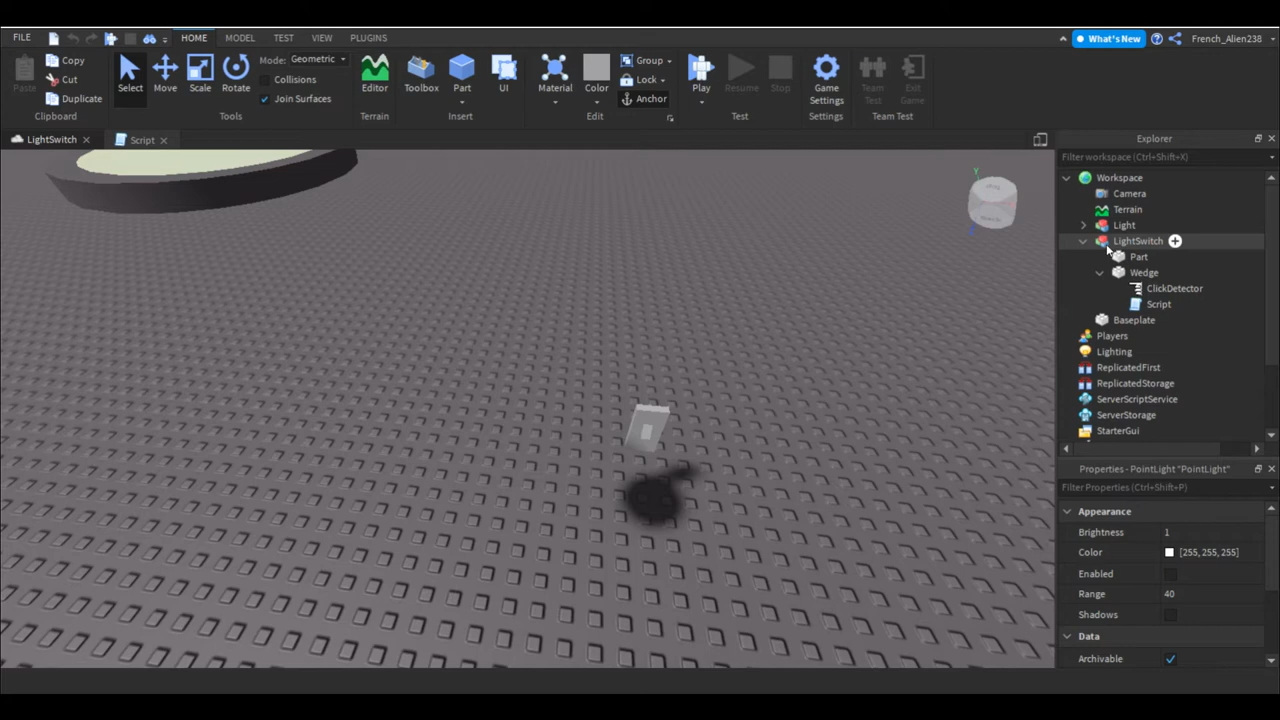 FILE HOME MODEL TEST VIEW PLUGINS What's New French_Alien238
Paste Copy Cut Duplicate Clipboard
Select Move Scale Rotate Mode: Geometric Collisions Join Surfaces Tools
Editor Terrain
Toolbox Part UI Insert
Material Color Group Lock Anchor Edit
Play Resume Stop Test
Game Settings Settings
Team Test Exit Game Team Test
LightSwitch Script
Explorer
Filter workspace (Ctrl+Shift+X)
Workspace
Camera
Terrain
Light
LightSwitch
Part
Wedge
ClickDetector
Script
Baseplate
Players
Lighting
ReplicatedFirst
ReplicatedStorage
ServerScriptService
ServerStorage
StarterGui
Properties - PointLight "PointLight"
Filter Properties (Ctrl+Shift+P)
Appearance
Brightness 1
Color [255, 255, 255]
Enabled
Range 40
Shadows
Data
Archivable